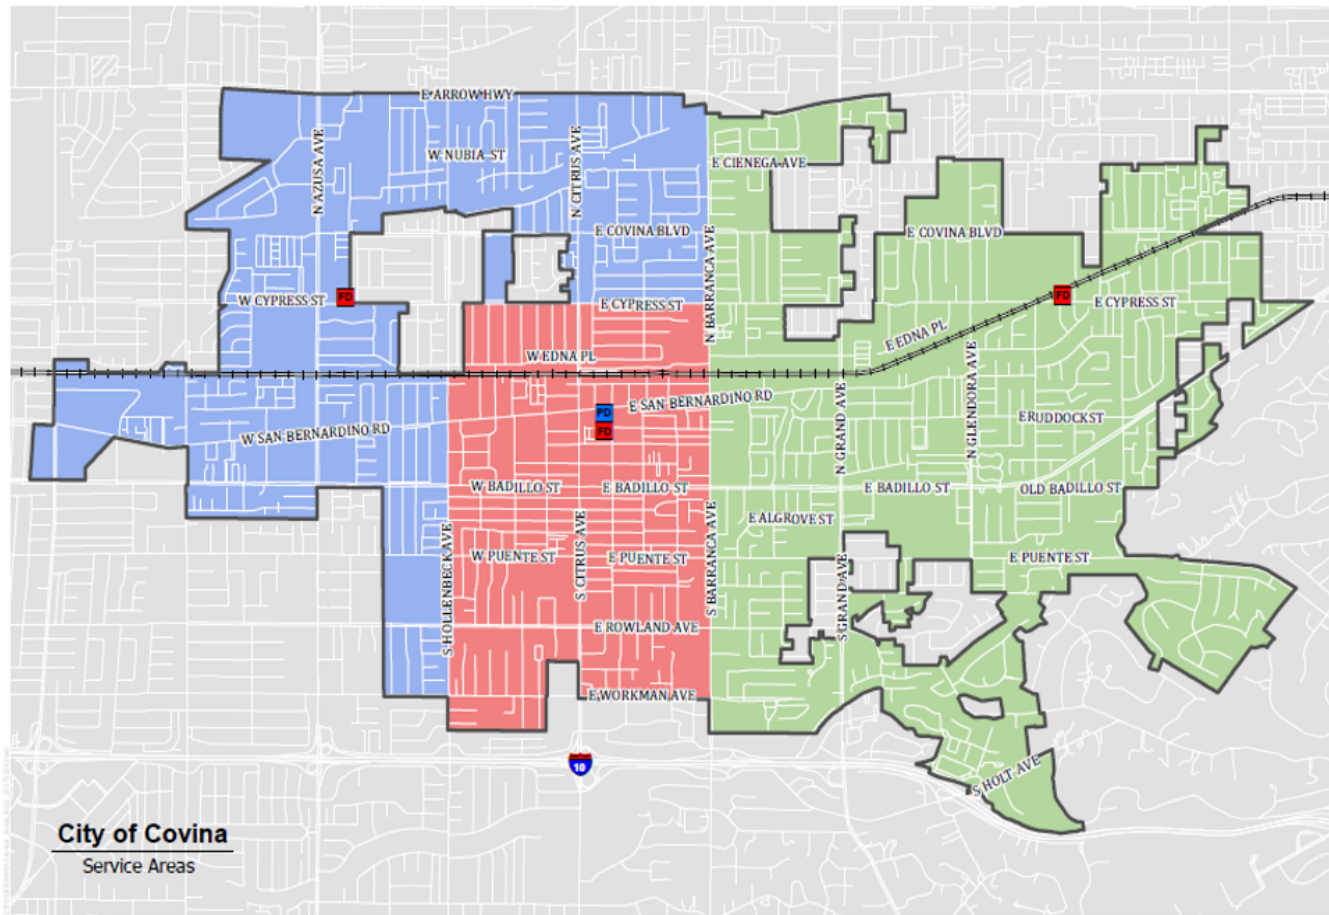 E ARROW HWY
W NUBIA ST
N AZUSA AVE
N CITRUS AVE
E CIENEGA AVE
E COVINA BLVD
E COVINA BLVD
N BARRANCA AVE
W CYPRESS ST
FD
E CYPRESS ST
FD
E CYPRESS ST
W EDNA PL
E EDNA PL
E SAN BERNARDINO RD
PD
FD
W SAN BERNARDINO RD
N GRAND AVE
N GLENDORA AVE
E RUDDOCK ST
W BADILLO ST
E BADILLO ST
E BADILLO ST
OLD BADILLO ST
E ALGROVE ST
S HOLLENBECK AVE
S CITRUS AVE
S BARRANCA AVE
W PUENTE ST
E PUENTE ST
E PUENTE ST
S GRAND AVE
E ROWLAND AVE
E WORKMAN AVE
10
S HOLT AVE
City of Covina
Service Areas